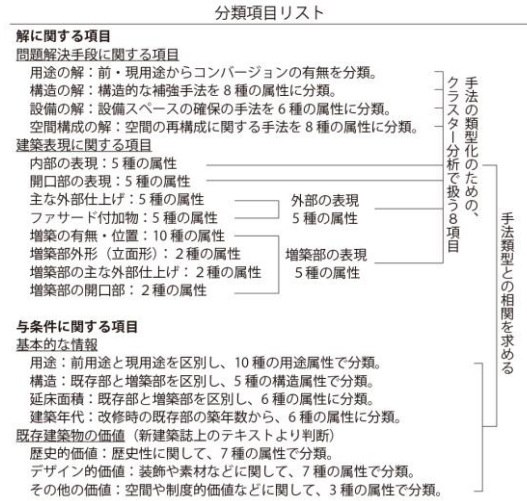 分類項目リスト
解に関する項目
問題解決手段に関する項目
用途の解：前・現用途からコンバージョンの有無を分類。
構造の解：構造的な補強手法を８種の属性に分類。
設備の解：設備スペースの確保の手法を６種の属性に分類。
空間構成の解：空間の再構成に関する手法を８種の属性に分類。
建築表現に関する項目
内部の表現：５種の属性
開口部の表現：５種の属性
主な外部仕上げ：５種の属性
ファサード付加物：５種の属性
外部の表現
５種の属性
増築の有無・位置：10 種の属性
増築部外形（立面形）：２種の属性
増築部の主な外部仕上げ：２種の属性
増築部の開口部：２種の属性
増築部の表現
５種の属性
手法の類型化のための、
クラスター分析で扱う８項目
手法類型との相関を求める
与条件に関する項目
基本的な情報
用途：前用途と現用途を区別し、10 種の用途属性で分類。
構造：既存部と増築部を区別し、５種の構造属性で分類。
延床面積：既存部と増築部を区別し、６種の属性に分類。
建築年代：改修時の既存部の築年数から、６種の属性に分類。
既存建築物の価値（新建築誌上のテキストより判断）
歴史的価値：歴史性に関して、７種の属性で分類。
デザイン的価値：装飾や素材などに関して、７種の属性で分類。
その他の価値：空間や制度的価値などに関して、３種の属性で分類。